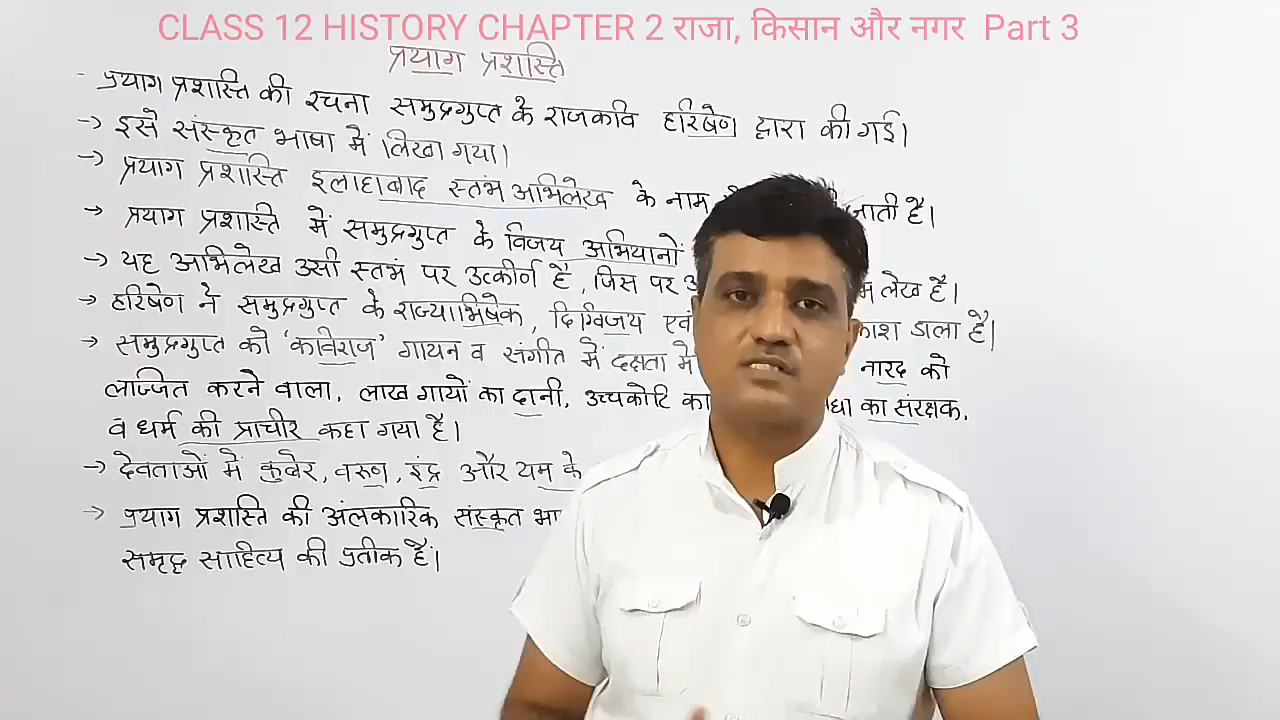 CLASS 12 HISTORY CHAPTER 2 राजा, किसान और नगर Part 3
प्रयाग प्रशस्ति
प्रयाग प्रशस्ति की रचना समुद्रगुप्त के राजकवि हरिषेण द्वारा की गई।
→ इसे संस्कृत भाषा में लिखा गया।
→ प्रयाग प्रशस्ति इलाहाबाद स्तंभ अभिलेख के नाम जाती है।
→ प्रयाग प्रशस्ति में समुद्रगुप्त के विजय अभियानों
→ यह अभिलेख उसी स्तंभ पर उत्कीर्ण है, जिस पर लेख है।
→ हरिषेण ने समुद्रगुप्त के राज्याभिषेक, दिग्विजय एवं डाला है।
→ समुद्रगुप्त को 'कविराज' गायन व संगीत में दक्षता में नारद को
लज्जित करने वाला, लाख गायों का दानी, उच्चकोटि का का संरक्षक,
व धर्म की प्राचीर कहा गया है।
→ देवताओं में कुबेर, वरुण, इंद्र और यम के
→ प्रयाग प्रशस्ति की अंलकारिक संस्कृत
समृद्ध साहित्य की प्रतीक है।